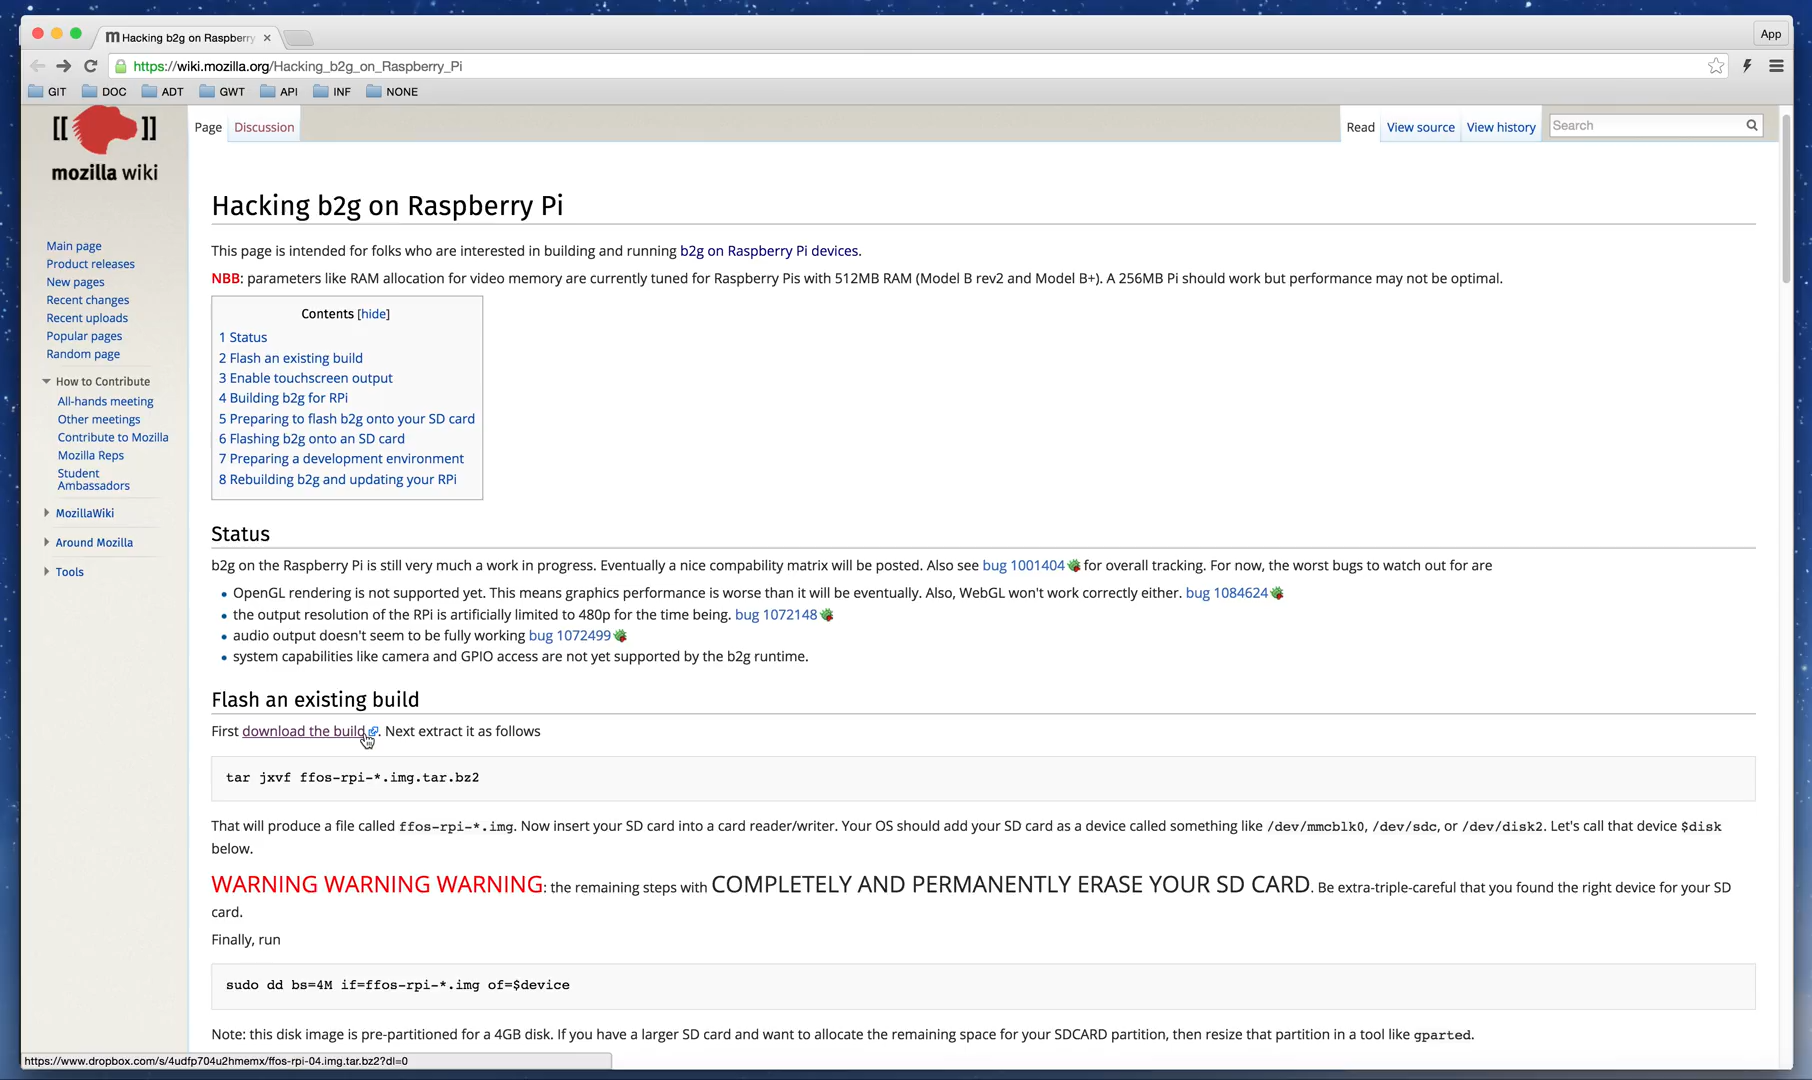 Hacking b2g on Raspberry
App
https://wiki.mozilla.org/Hacking_b2g_on_Raspberry_Pi
GIT DOC ADT GWT API INF NONE
[[ ]]
mozilla wiki
Page Discussion Read View source View history Search
Main page
Product releases
New pages
Recent changes
Recent uploads
Popular pages
Random page
How to Contribute
All-hands meeting
Other meetings
Contribute to Mozilla
Mozilla Reps
Student
Ambassadors
MozillaWiki
Around Mozilla
Tools
Hacking b2g on Raspberry Pi
This page is intended for folks who are interested in building and running b2g on Raspberry Pi devices.
NBB: parameters like RAM allocation for video memory are currently tuned for Raspberry Pis with 512MB RAM (Model B rev2 and Model B+). A 256MB Pi should work but performance may not be optimal.
Contents [hide]
1 Status
2 Flash an existing build
3 Enable touchscreen output
4 Building b2g for RPi
5 Preparing to flash b2g onto your SD card
6 Flashing b2g onto an SD card
7 Preparing a development environment
8 Rebuilding b2g and updating your RPi
Status
b2g on the Raspberry Pi is still very much a work in progress. Eventually a nice compability matrix will be posted. Also see bug 1001404 for overall tracking. For now, the worst bugs to watch out for are
• OpenGL rendering is not supported yet. This means graphics performance is worse than it will be eventually. Also, WebGL won't work correctly either. bug 1084624
• the output resolution of the RPi is artificially limited to 480p for the time being. bug 1072148
• audio output doesn't seem to be fully working bug 1072499
• system capabilities like camera and GPIO access are not yet supported by the b2g runtime.
Flash an existing build
First download the build. Next extract it as follows
tar jxvf ffos-rpi-*.img.tar.bz2
That will produce a file called ffos-rpi-*.img. Now insert your SD card into a card reader/writer. Your OS should add your SD card as a device called something like /dev/mmcblk0, /dev/sdc, or /dev/disk2. Let's call that device $disk
below.
WARNING WARNING WARNING: the remaining steps with COMPLETELY AND PERMANENTLY ERASE YOUR SD CARD. Be extra-triple-careful that you found the right device for your SD
card.
Finally, run
sudo dd bs=4M if=ffos-rpi-*.img of=$device
Note: this disk image is pre-partitioned for a 4GB disk. If you have a larger SD card and want to allocate the remaining space for your SDCARD partition, then resize that partition in a tool like gparted.
https://www.dropbox.com/s/4udfp704u2hmemx/ffos-rpi-04.img.tar.bz2?dl=0